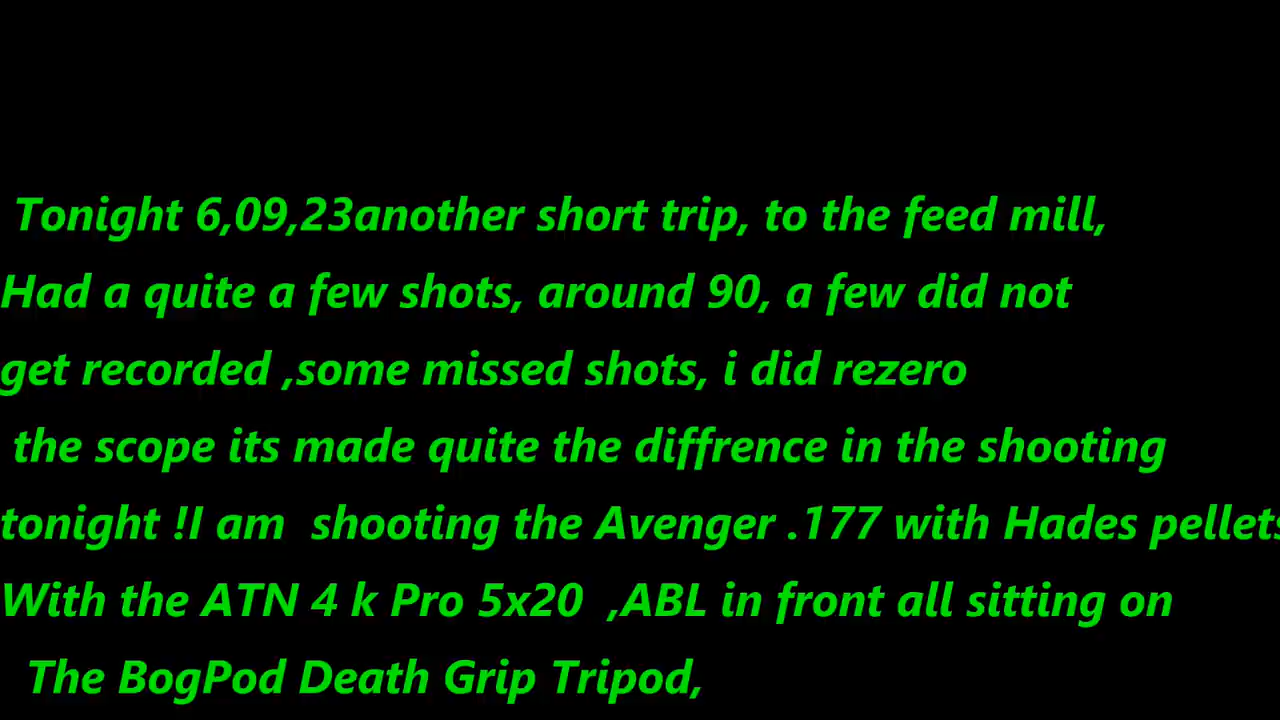 Tonight 6,09,23another short trip, to the feed mill,
Had a quite a few shots, around 90, a few did not
get recorded ,some missed shots, i did rezero
the scope its made quite the diffrence in the shooting
tonight !I am  shooting the Avenger .177 with Hades pellets
With the ATN 4 k Pro 5x20  ,ABL in front all sitting on
The BogPod Death Grip Tripod,